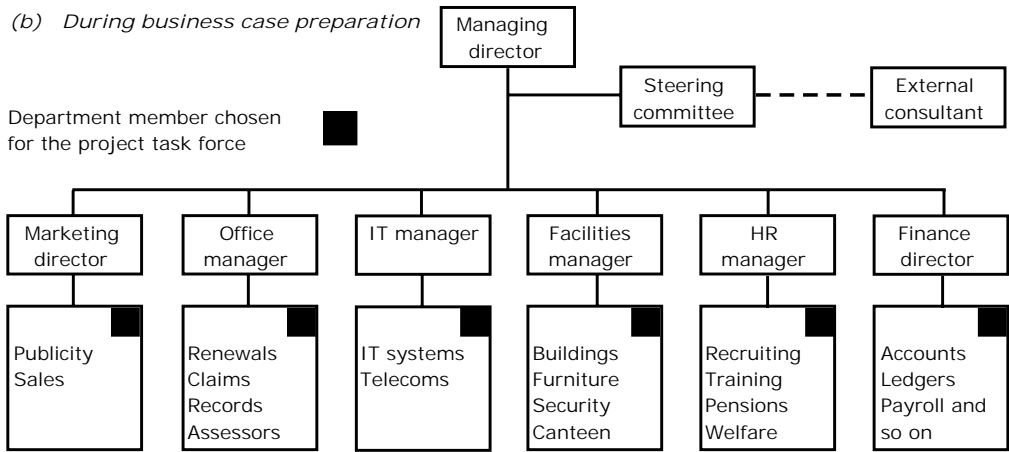 (b) During business case preparation
Managing
director
Steering
committee
External
consultant
Department member chosen
for the project task force
Marketing
director
Office
manager
IT manager
Facilities
manager
HR
manager
Finance
director
Publicity
Sales
Renewals
Claims
Records
Assessors
IT systems
Telecoms
Buildings
Furniture
Security
Canteen
Recruiting
Training
Pensions
Welfare
Accounts
Ledgers
Payroll and
so on